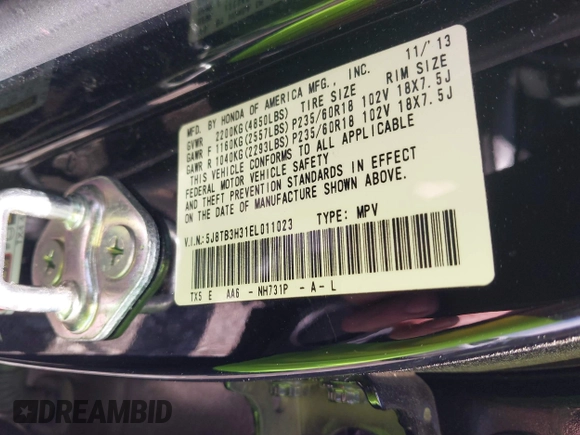 MFD. BY HONDA OF AMERICA MFG., INC. 11/'13
GVWR 2200KG(4850LBS) TIRE SIZE RIM SIZE
GAWR F 1160KG(2557LBS)P235/60R18 102V 18X7.5J
GAWR R 1040KG(2293LBS)P235/60R18 102V 18X7.5J
THIS VEHICLE CONFORMS TO ALL APPLICABLE
FEDERAL MOTOR VEHICLE SAFETY
AND THEFT PREVENTION STANDARDS IN EFFECT
ON THE DATE OF MANUFACTURE SHOWN ABOVE.
V.I.N.: 5J8TB3H31EL011023 TYPE: MPV
TX5 E AA6 - NH731P - A - L
DREAMBID